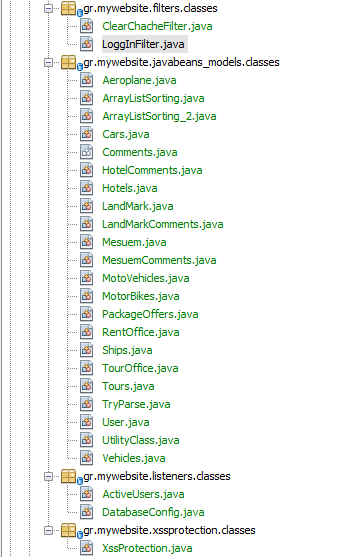 gr.mywebsite.filters.classes
ClearChacheFilter.java
LoggInFilter.java
gr.mywebsite.javabeans_models.classes
Aeroplane.java
ArrayListSorting.java
ArrayListSorting_2.java
Cars.java
Comments.java
HotelComments.java
Hotels.java
LandMark.java
LandMarkComments.java
Mesuem.java
MesuemComments.java
MotoVehicles.java
MotorBikes.java
PackageOffers.java
RentOffice.java
Ships.java
TourOffice.java
Tours.java
TryParse.java
User.java
UtilityClass.java
Vehicles.java
gr.mywebsite.listeners.classes
ActiveUsers.java
DatabaseConfig.java
gr.mywebsite.xssprotection.classes
XssProtection.java